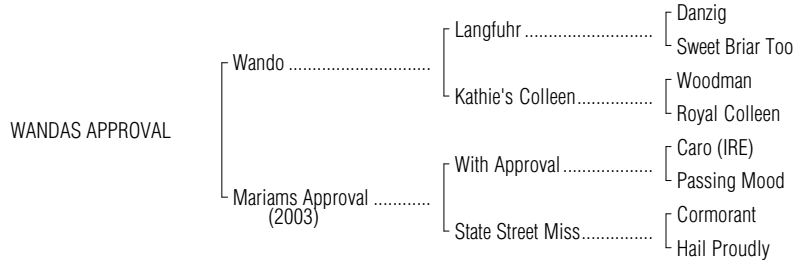 Danzig
Langfuhr ............................
Sweet Briar Too
Wando ...............................
Woodman
Kathie's Colleen.................
Royal Colleen
WANDAS APPROVAL
Caro (IRE)
With Approval ....................
Passing Mood
Mariams Approval ............
(2003)
Cormorant
State Street Miss................
Hail Proudly